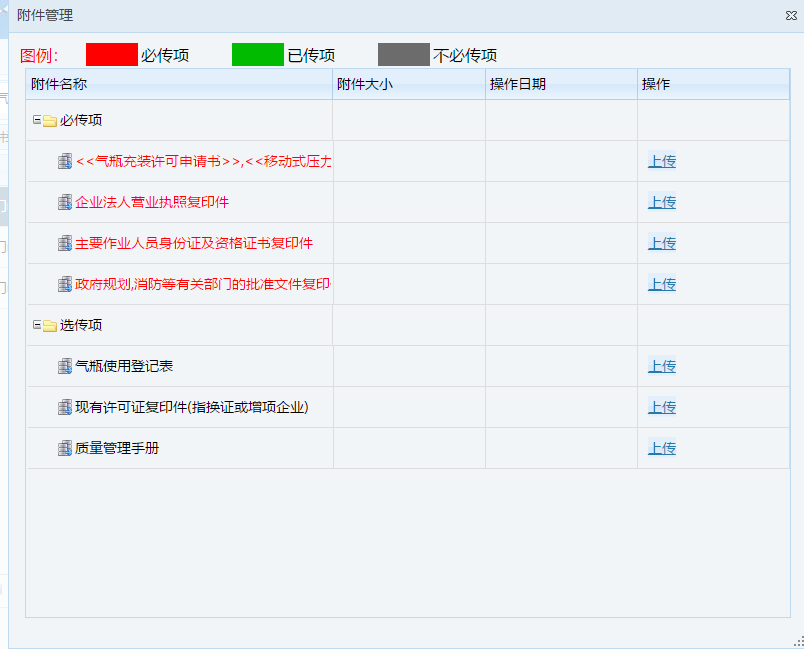 附件管理
图例: 必传项 已传项 不必传项
附件名称 附件大小 操作日期 操作
必传项
<<气瓶充装许可申请书>>,<<移动式压力 上传
企业法人营业执照复印件 上传
主要作业人员身份证及资格证书复印件 上传
政府规划,消防等有关部门的批准文件复印 上传
选传项
气瓶使用登记表 上传
现有许可证复印件(指换证或增项企业) 上传
质量管理手册 上传